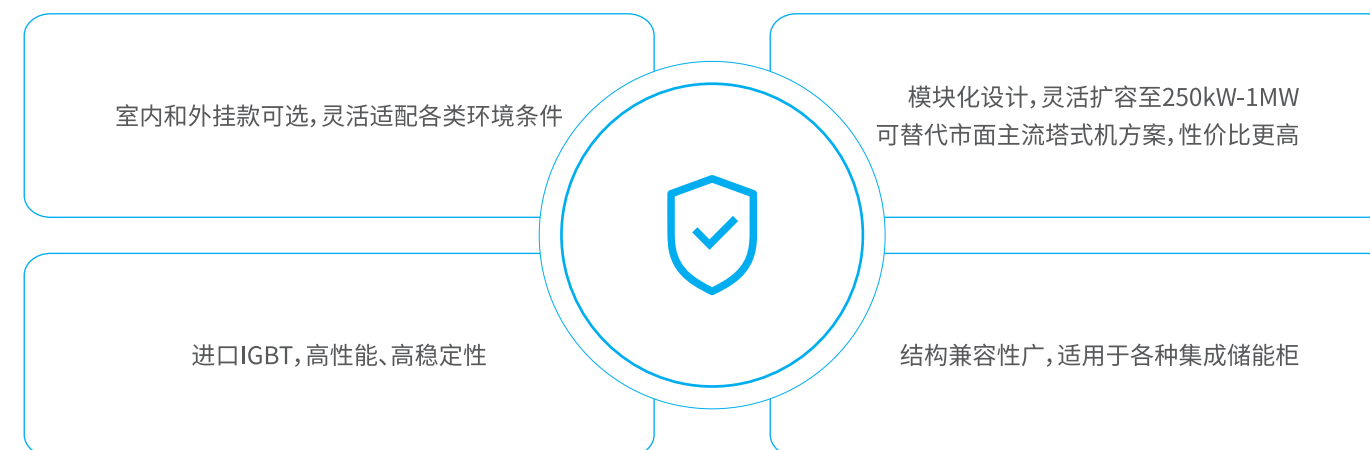 室内和外挂款可选，灵活适配各类环境条件
模块化设计，灵活扩容至250kW-1MW
可替代市面主流塔式机方案，性价比更高
进口IGBT，高性能、高稳定性
结构兼容性广，适用于各种集成储能柜